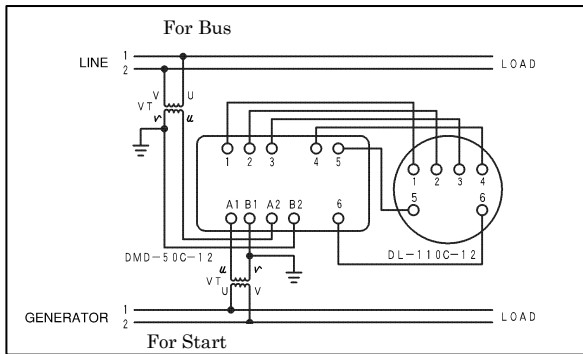 For Bus
LINE 1 2 LOAD
V U
VT
v u
1 2 3 4 5
1 2 3 4
5 6
A1 B1 A2 B2 6
DMD-50C-12
DL-110C-12
u v
VT
U V
GENERATOR 1 2 LOAD
For Start